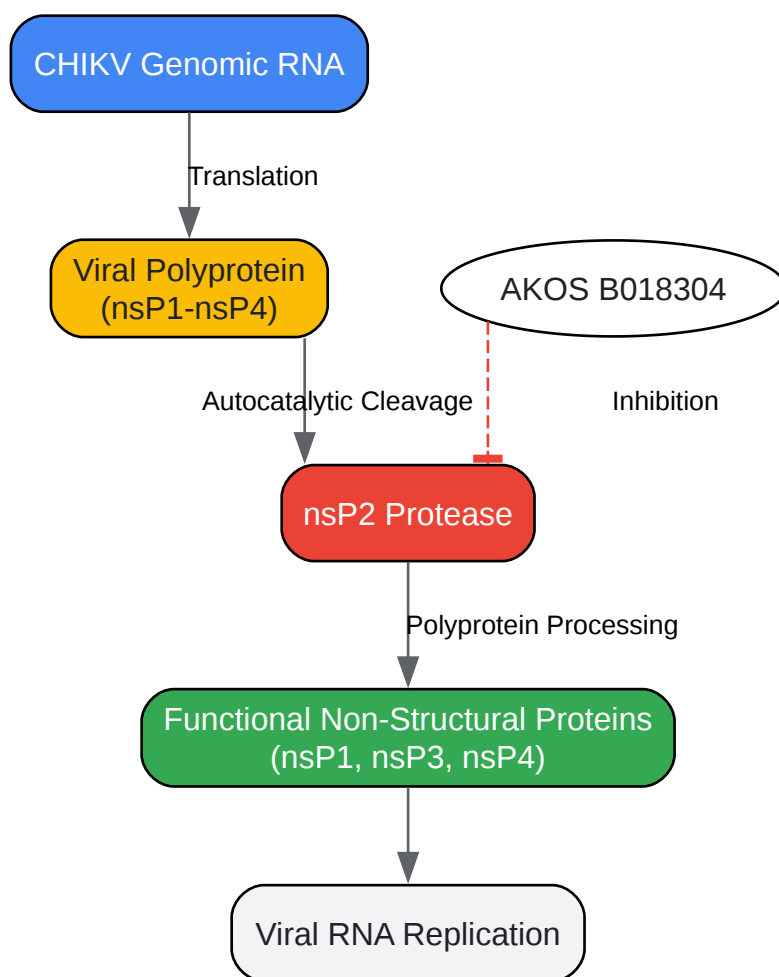 CHIKV Genomic RNA
Translation
Viral Polyprotein
(nsP1-nsP4)
AKOS B018304
Autocatalytic Cleavage
Inhibition
nsP2 Protease
Polyprotein Processing
Functional Non-Structural Proteins
(nsP1, nsP3, nsP4)
Viral RNA Replication